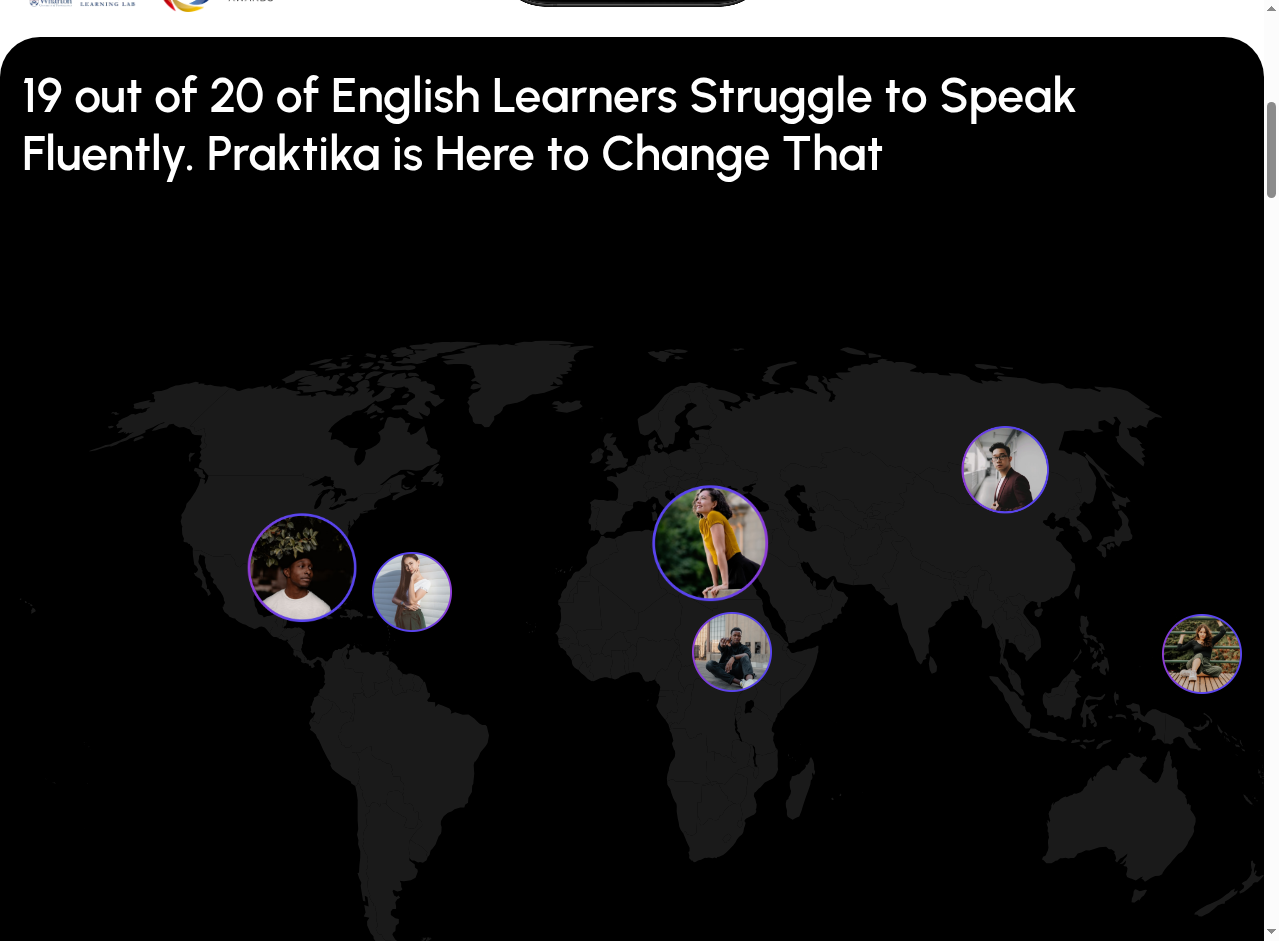 Wharton
LEARNING LAB
19 out of 20 of English Learners Struggle to Speak
Fluently. Praktika is Here to Change That